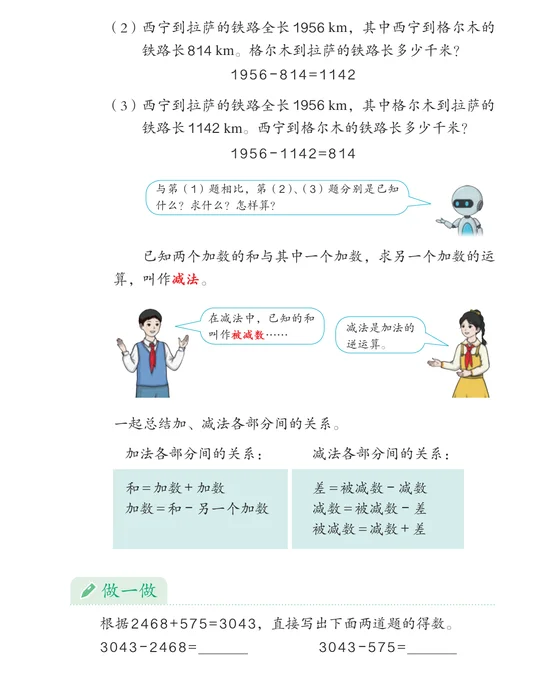 （2）西宁到拉萨的铁路全长1956 km，其中西宁到格尔木的
铁路长814 km。格尔木到拉萨的铁路长多少千米？
1956－814＝1142
（3）西宁到拉萨的铁路全长1956 km，其中格尔木到拉萨的
铁路长1142 km。西宁到格尔木的铁路长多少千米？
1956－1142＝814
与第（1）题相比，第（2）、（3）题分别是已知
什么？求什么？怎样算？
已知两个加数的和与其中一个加数，求另一个加数的运
算，叫作减法。
在减法中，已知的和
叫作被减数……
减法是加法的
逆运算。
一起总结加、减法各部分间的关系。
加法各部分间的关系：
和＝加数＋加数
加数＝和－另一个加数
减法各部分间的关系：
差＝被减数－减数
减数＝被减数－差
被减数＝减数＋差
做一做
根据2468+575=3043，直接写出下面两道题的得数。
3043－2468＝______ 3043－575＝______